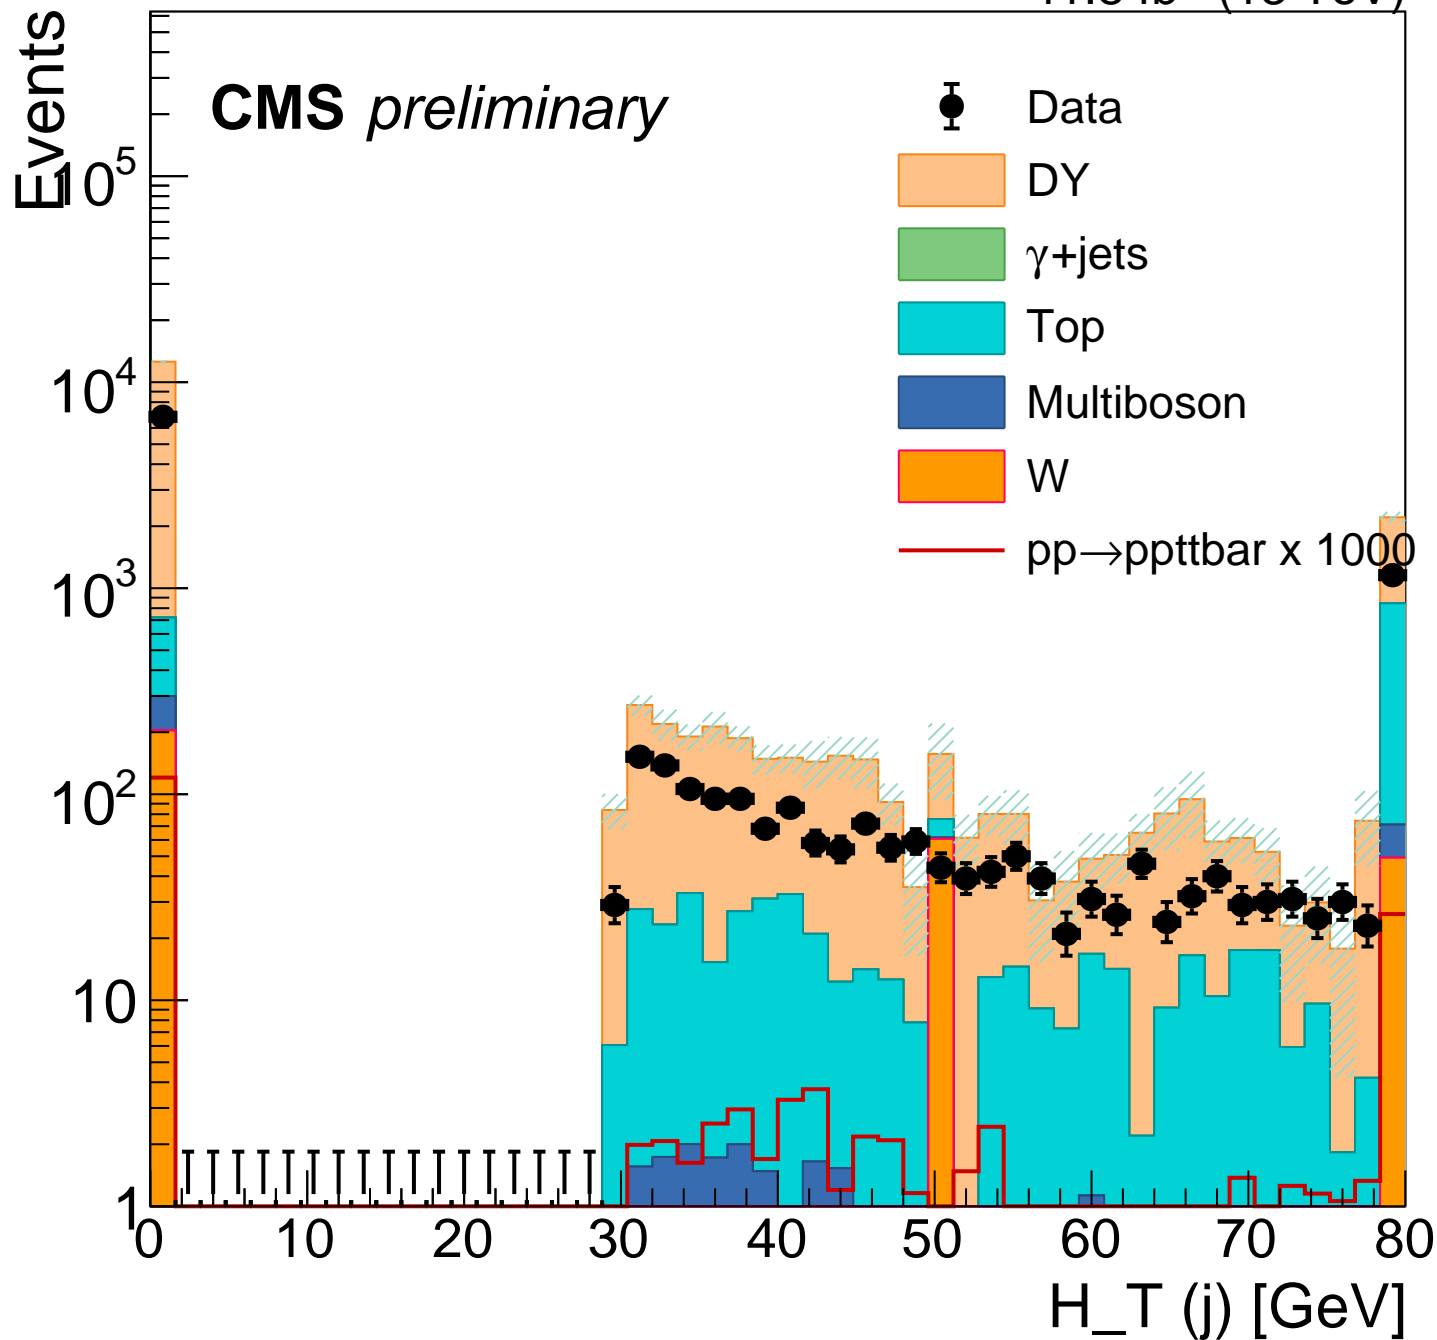 Events
CMS preliminary
Data
DY
γ+jets
Top
Multiboson
W
pp→ppttbar x 1000
10^5
10^4
10^3
10^2
10
1
0 10 20 30 40 50 60 70 80
H_T (j) [GeV]